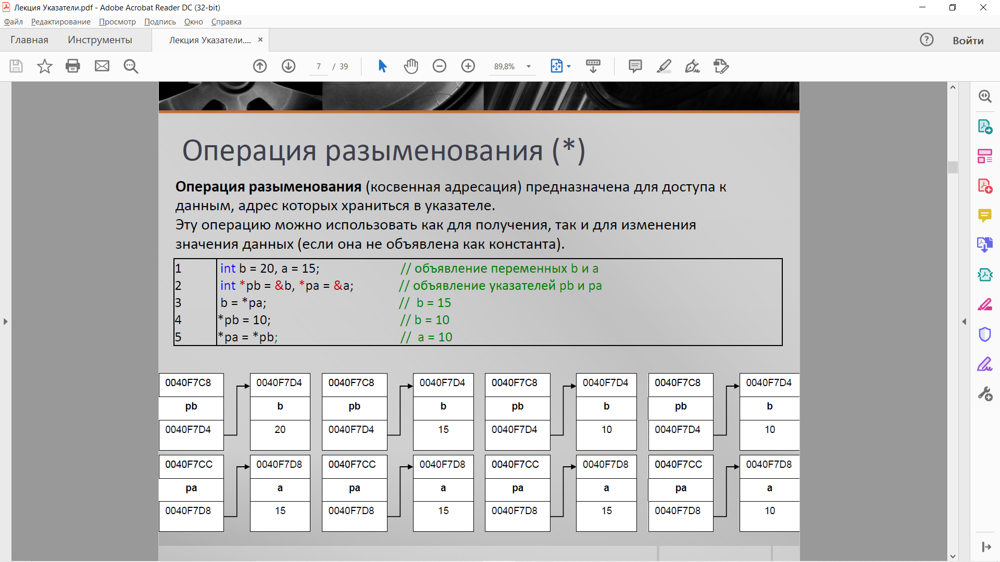 Лекция Указатели.pdf - Adobe Acrobat Reader DC (32-bit)
Файл Редактирование Просмотр Подпись Окно Справка
Главная Инструменты Лекция Указатели.... × Войти
7 / 39 89,8%
Операция разыменования (*)
Операция разыменования (косвенная адресация) предназначена для доступа к
данным, адрес которых храниться в указателе.
Эту операцию можно использовать как для получения, так и для изменения
значения данных (если она не объявлена как константа).
1 int b = 20, a = 15; // объявление переменных b и a
2 int *pb = &b, *pa = &a; // объявление указателей pb и pa
3 b = *pa; // b = 15
4 *pb = 10; // b = 10
5 *pa = *pb; // a = 10
0040F7C8 0040F7D4 0040F7C8 0040F7D4 0040F7C8 0040F7D4 0040F7C8 0040F7D4
pb b pb b pb b pb b
0040F7D4 20 0040F7D4 15 0040F7D4 10 0040F7D4 10
0040F7CC 0040F7D8 0040F7CC 0040F7D8 0040F7CC 0040F7D8 0040F7CC 0040F7D8
pa a pa a pa a pa a
0040F7D8 15 0040F7D8 15 0040F7D8 15 0040F7D8 10